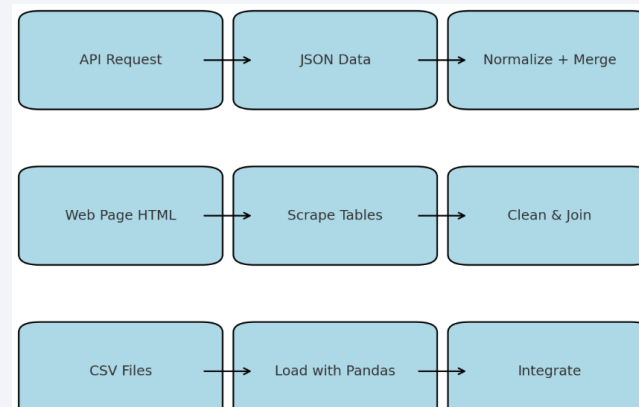 API Request
JSON Data
Normalize + Merge
Web Page HTML
Scrape Tables
Clean & Join
CSV Files
Load with Pandas
Integrate